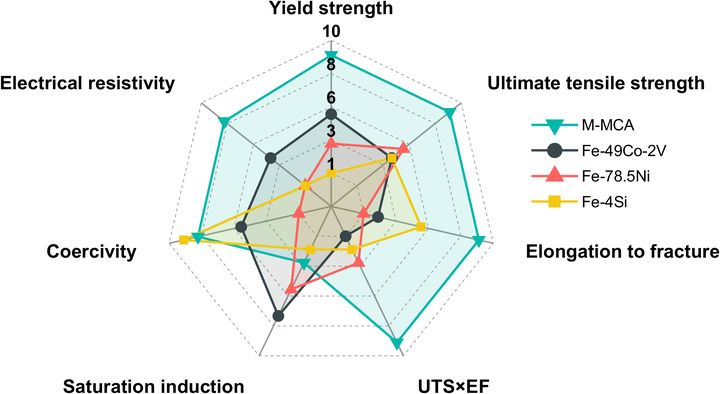 Yield strength
10
8
6
3
1
Electrical resistivity
Ultimate tensile strength
M-MCA
Fe-49Co-2V
Fe-78.5Ni
Fe-4Si
Coercivity
Elongation to fracture
Saturation induction
UTS×EF